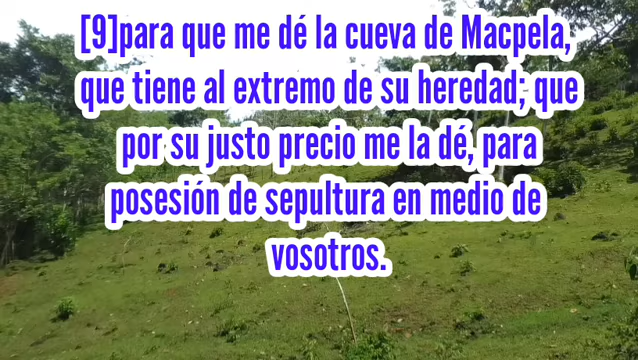 [9]para que me dé la cueva de Macpela,
que tiene al extremo de su heredad; que
por su justo precio me la dé, para
posesión de sepultura en medio de
vosotros.